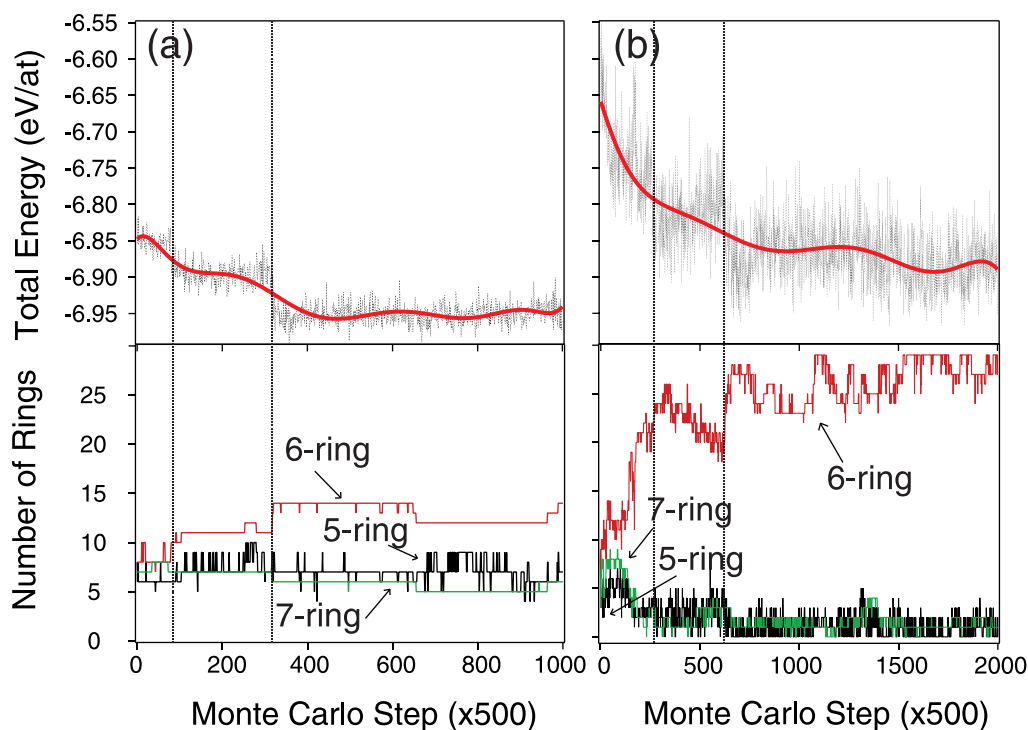 (a)
(b)
Total Energy (eV/at)
-6.55
-6.60
-6.65
-6.70
-6.75
-6.80
-6.85
-6.90
-6.95
Number of Rings
25
20
15
10
5
0
6-ring
5-ring
7-ring
6-ring
7-ring
5-ring
0 200 400 600 800 1000
0 500 1000 1500 2000
Monte Carlo Step (x500)
Monte Carlo Step (x500)